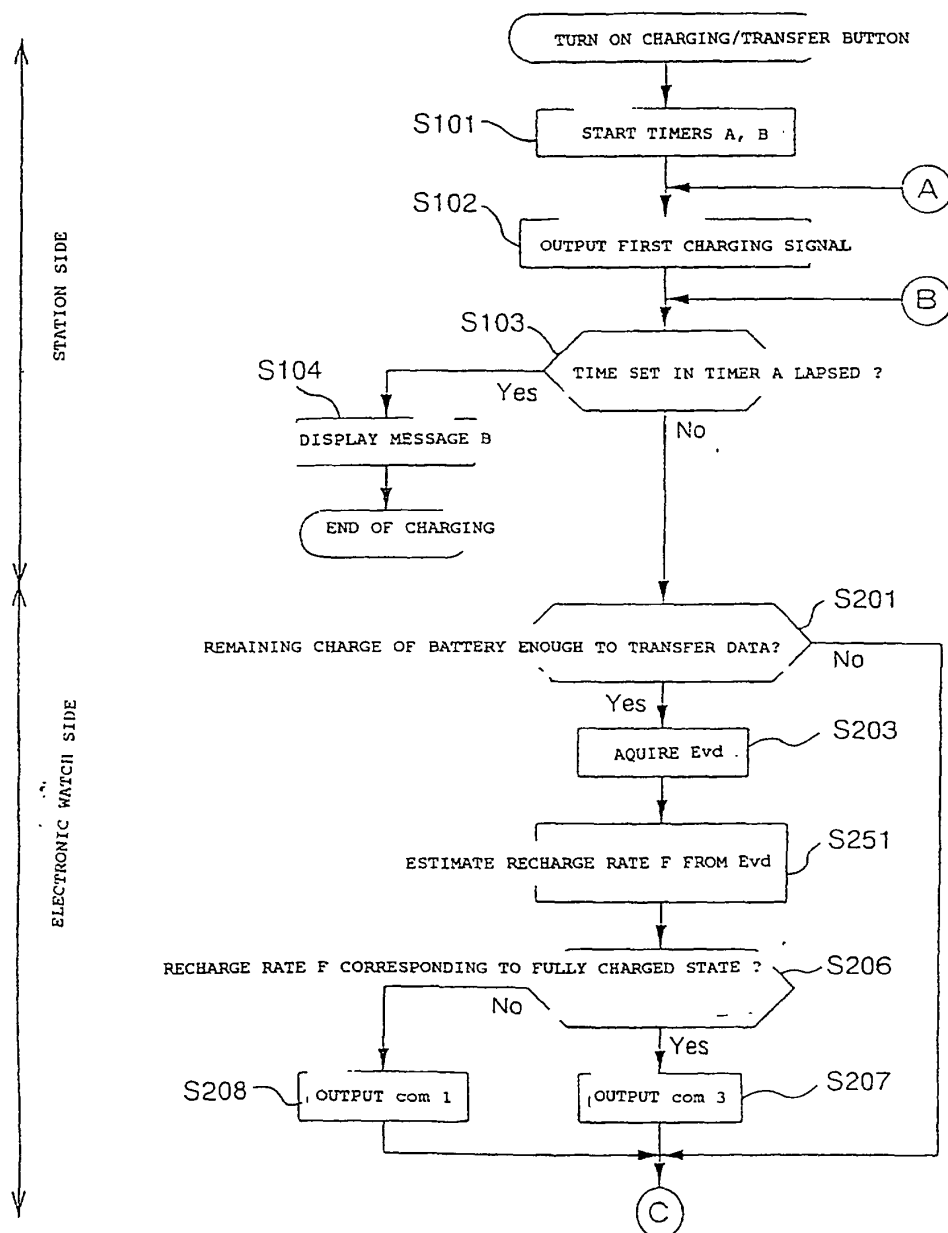 TURN ON CHARGING/TRANSFER BUTTON
S101
START TIMERS A, B
A
S102
OUTPUT FIRST CHARGING SIGNAL
B
S103
TIME SET IN TIMER A LAPSED ?
S104
Yes
No
DISPLAY MESSAGE B
END OF CHARGING
STATION SIDE
S201
REMAINING CHARGE OF BATTERY ENOUGH TO TRANSFER DATA?
No
Yes
S203
AQUIRE Evd
S251
ESTIMATE RECHARGE RATE F FROM Evd
RECHARGE RATE F CORRESPONDING TO FULLY CHARGED STATE ?
S206
No
Yes
S208
OUTPUT com 1
OUTPUT com 3
S207
ELECTRONIC WATCH SIDE
C